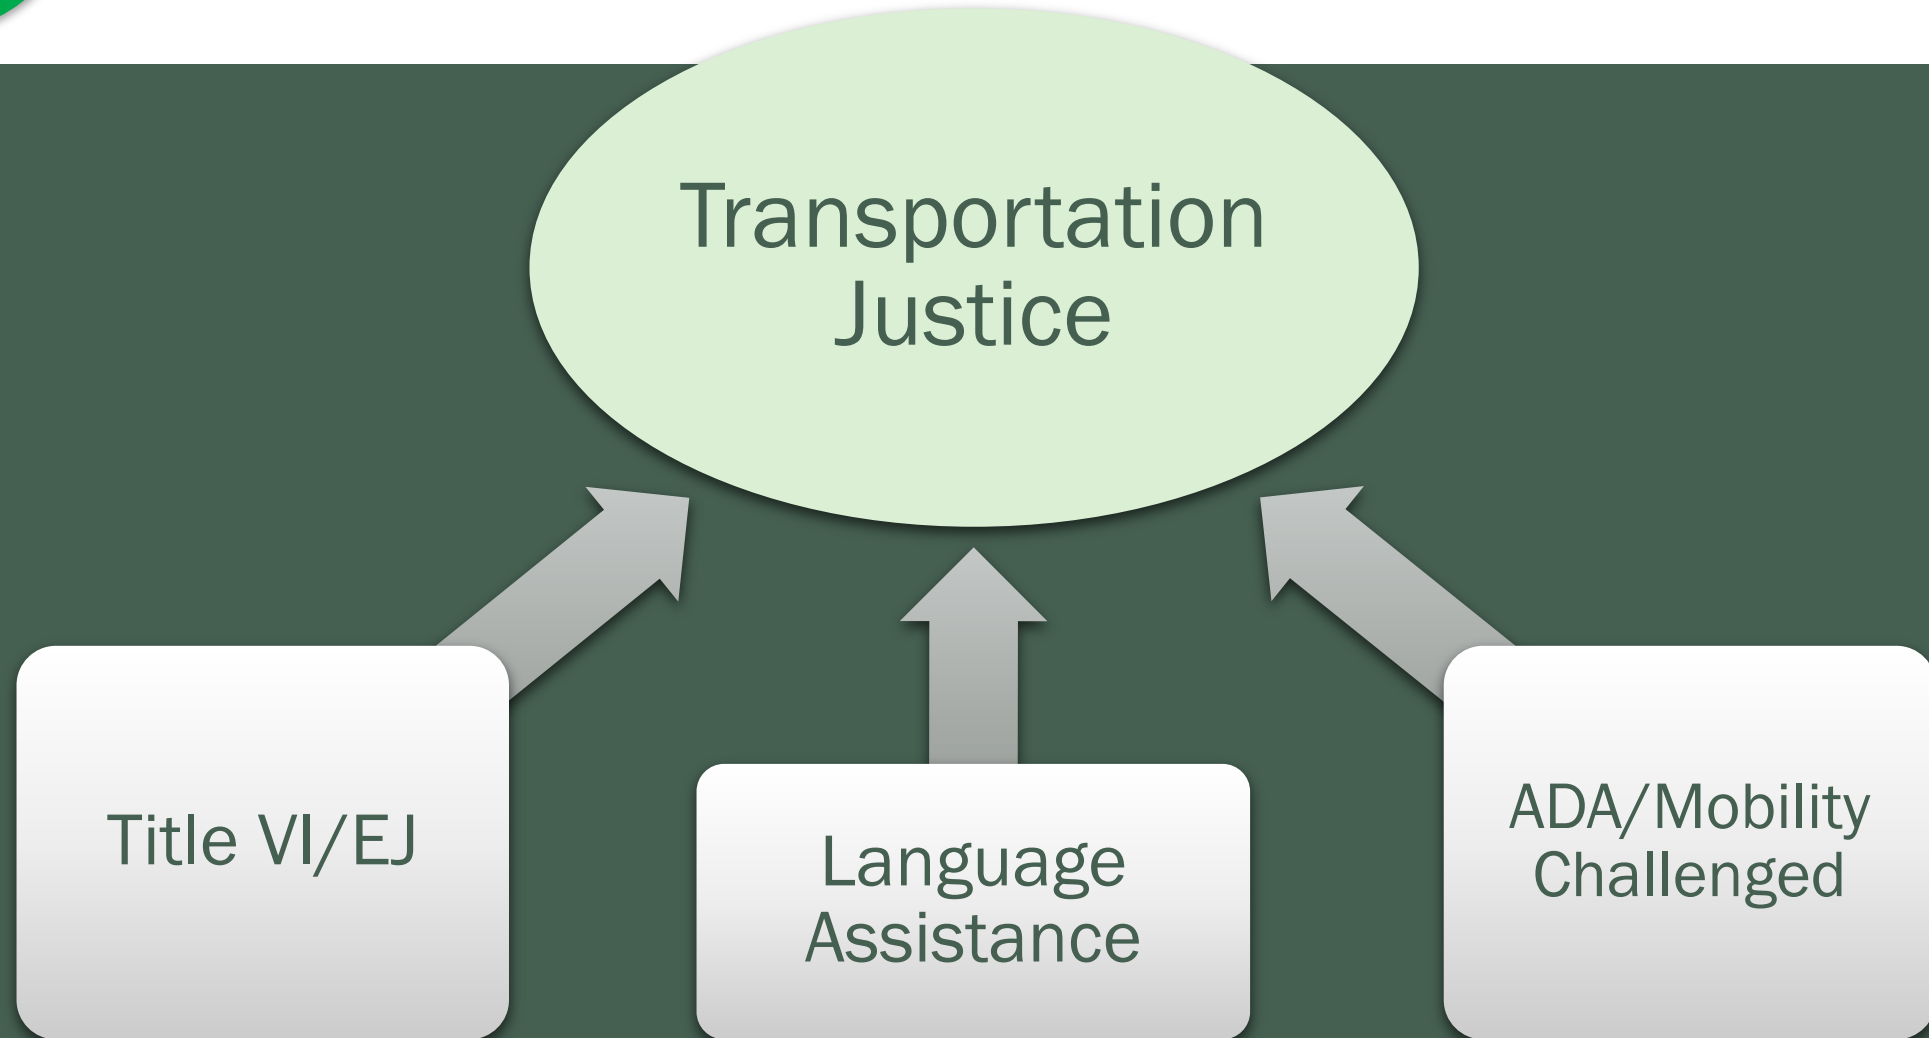 Transportation
Justice
Title VI/EJ
Language
Assistance
ADA/Mobility
Challenged